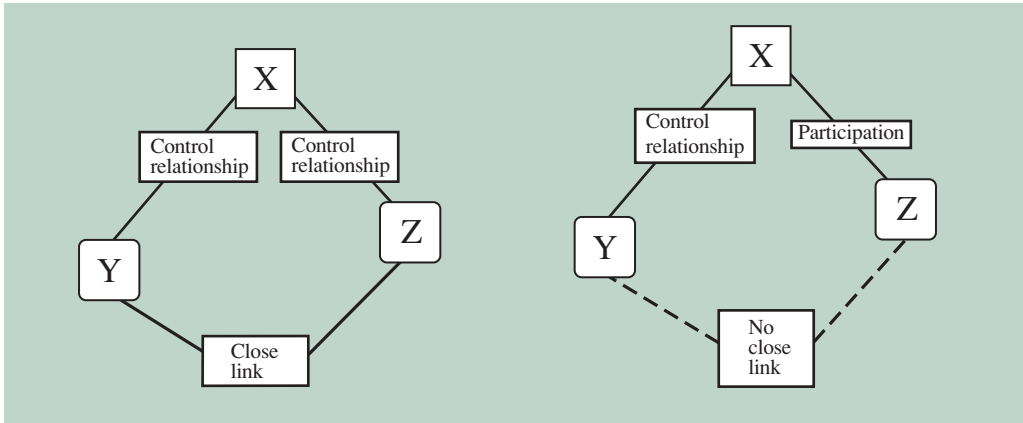 X
Control
relationship
Control
relationship
Y
Z
Close
link
X
Control
relationship
Participation
Y
Z
No
close
link